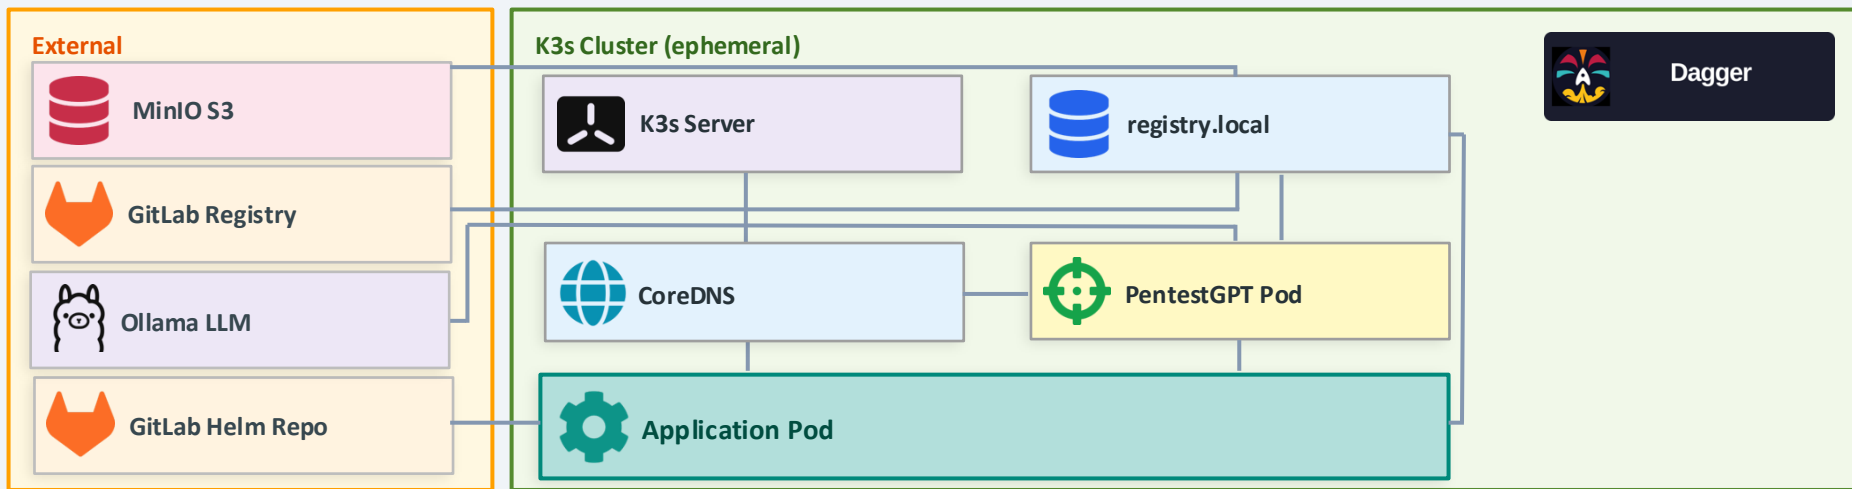 External
MinIO S3
GitLab Registry
Ollama LLM
GitLab Helm Repo
K3s Cluster (ephemeral)
K3s Server
registry.local
CoreDNS
PentestGPT Pod
Application Pod
Dagger